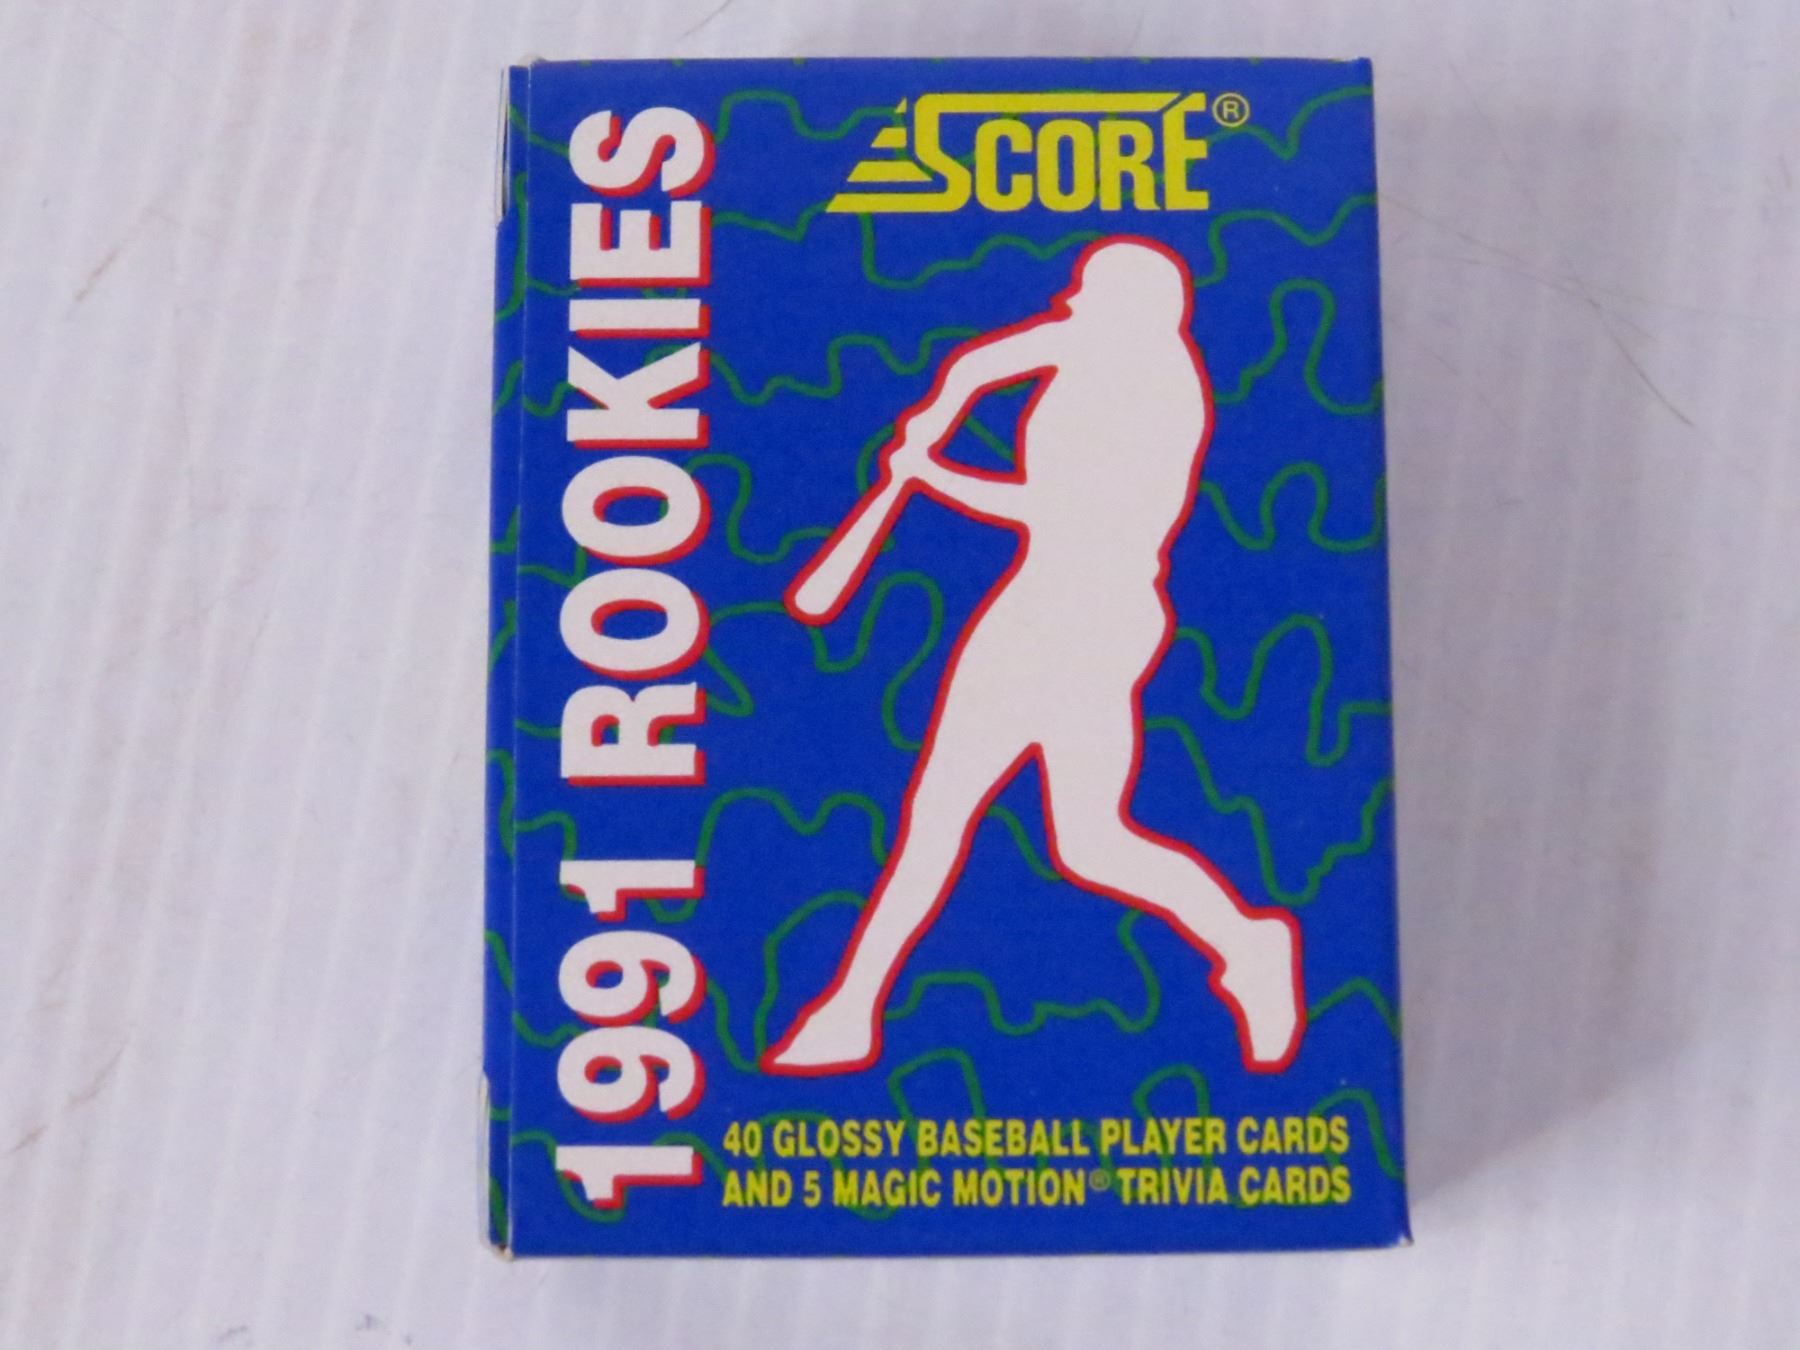 SCORE®
1991 ROOKIES
40 GLOSSY BASEBALL PLAYER CARDS
AND 5 MAGIC MOTION® TRIVIA CARDS